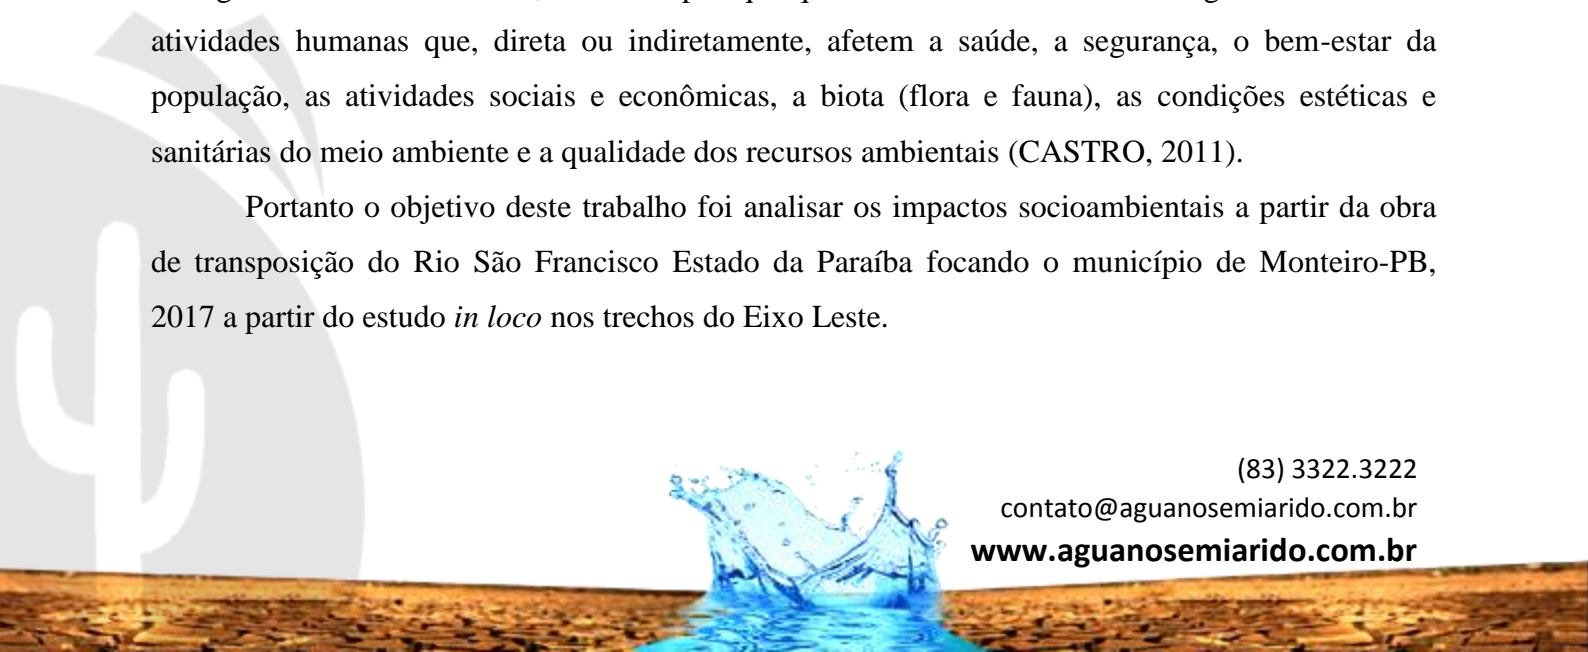 atividades humanas que, direta ou indiretamente, afetem a saúde, a segurança, o bem-estar da
população, as atividades sociais e econômicas, a biota (flora e fauna), as condições estéticas e
sanitárias do meio ambiente e a qualidade dos recursos ambientais (CASTRO, 2011).
Portanto o objetivo deste trabalho foi analisar os impactos socioambientais a partir da obra
de transposição do Rio São Francisco Estado da Paraíba focando o município de Monteiro-PB,
2017 a partir do estudo in loco nos trechos do Eixo Leste.
(83) 3322.3222
contato@aguanosemiarido.com.br
www.aguanosemiarido.com.br